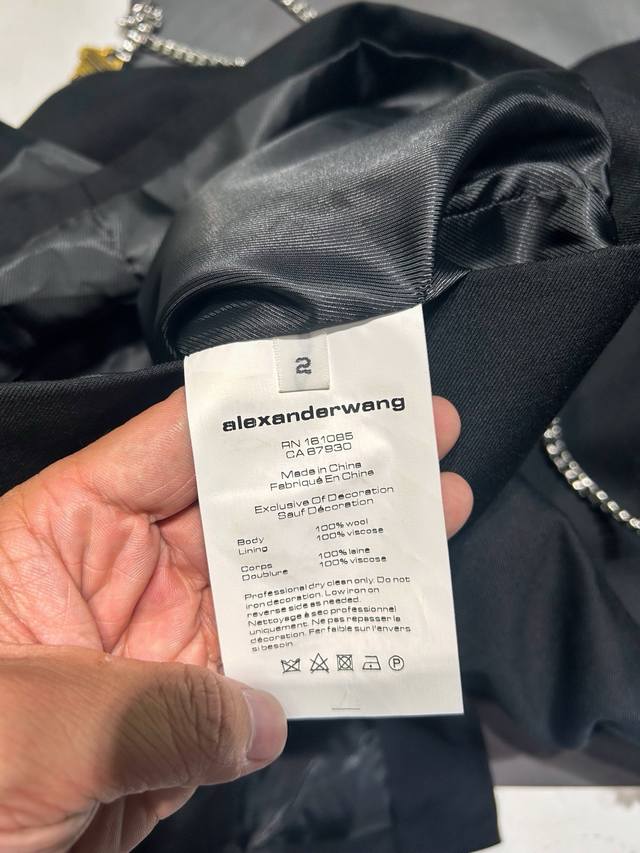 2
alexanderwang
RN 161085
CA 67930
Made in China
Fabriqué En Chine
Exclusive Of Decoration
Sauf Décoration
Body 100% wool
Lining 100% viscose
Corps 100% laine
Doublure 100% viscose
Professional dry clean only. Do not
iron decoration. Low iron on
reverse side as needed.
Nettoyage à sec professionnel
uniquement. Ne pas repasser la
décoration. Fer faible sur l'envers
si besoin.
P